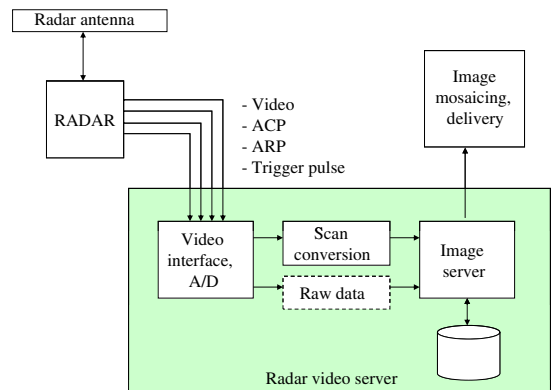 Radar antenna
RADAR
- Video
- ACP
- ARP
- Trigger pulse
Image
mosaicing,
delivery
Video
interface,
A/D
Scan
conversion
Raw data
Image
server
Radar video server